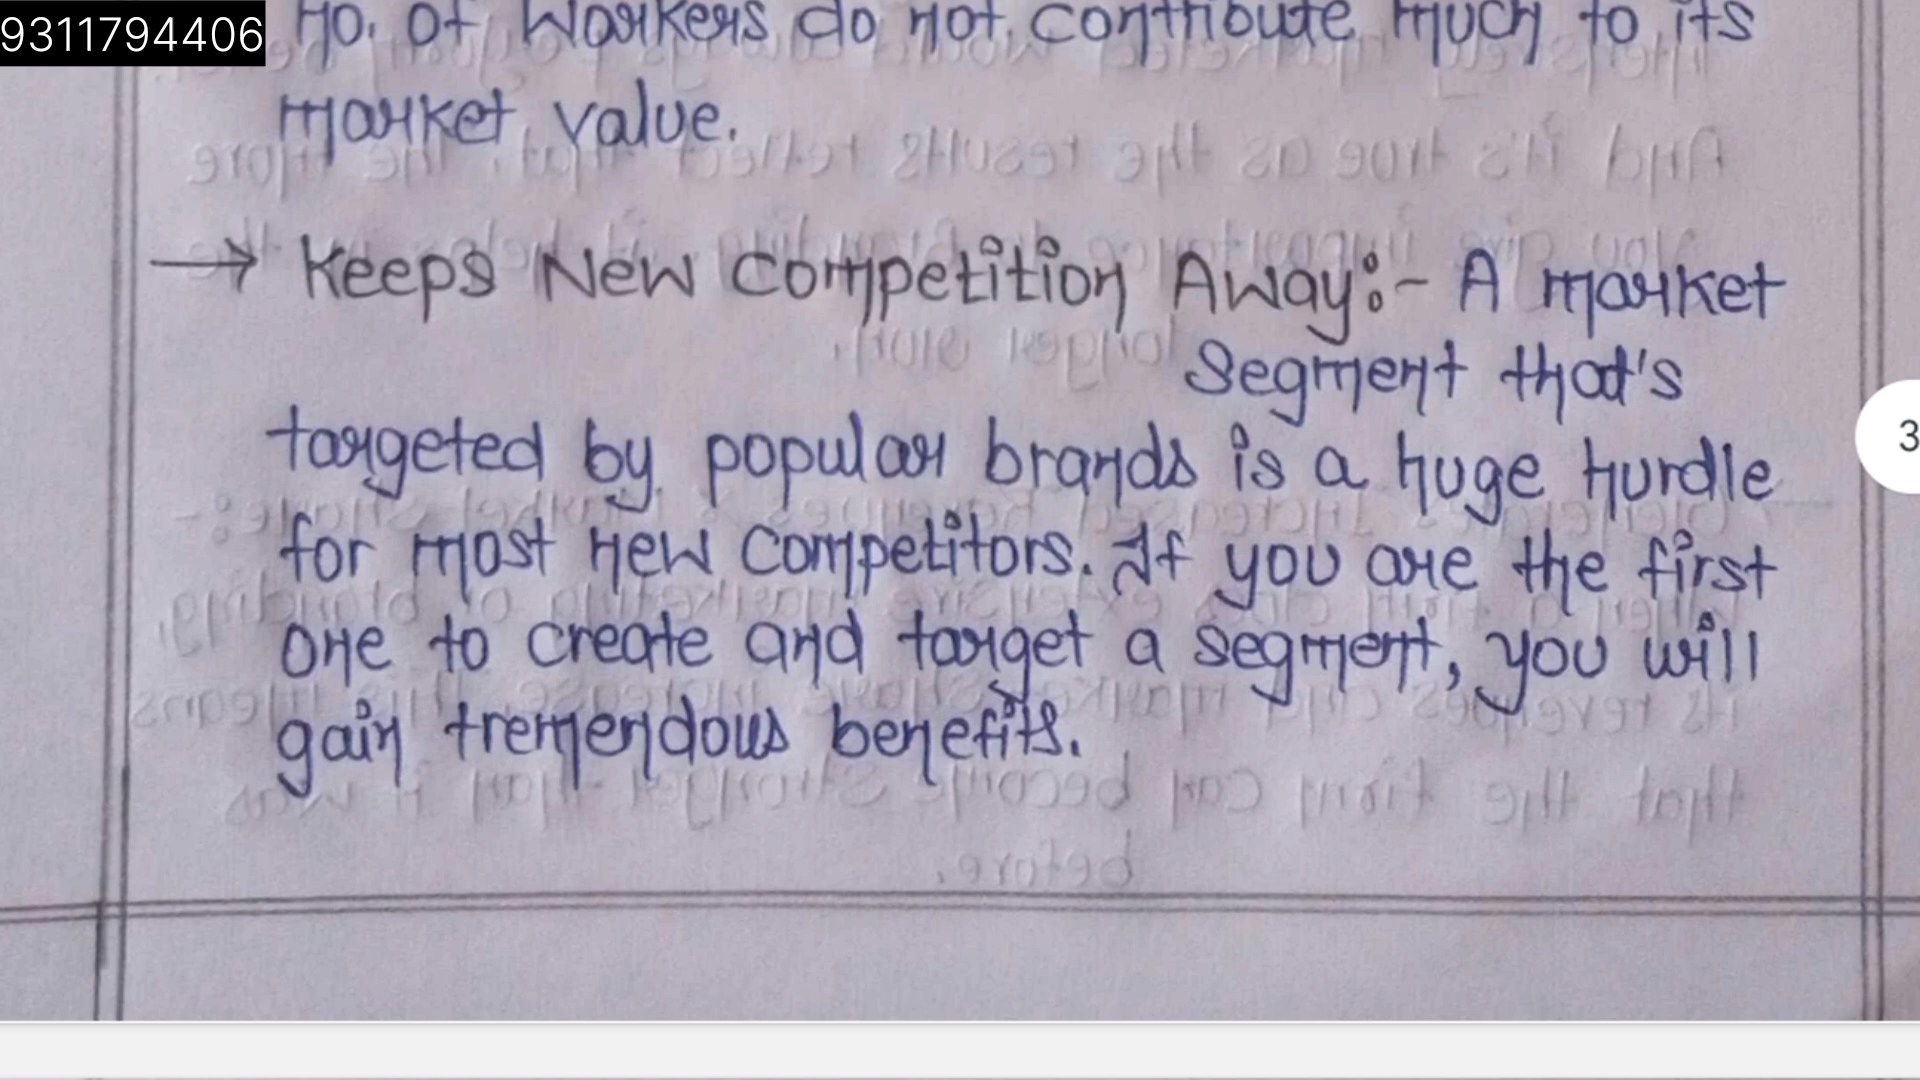 9311794406
no. of workers do not contribute much to its
market value.
→ Keeps New Competition Away:- A market
Segment that's
targeted by popular brands is a huge hurdle
for most new competitors. If you are the first
one to create and target a segment, you will
gain tremendous benefits.
3